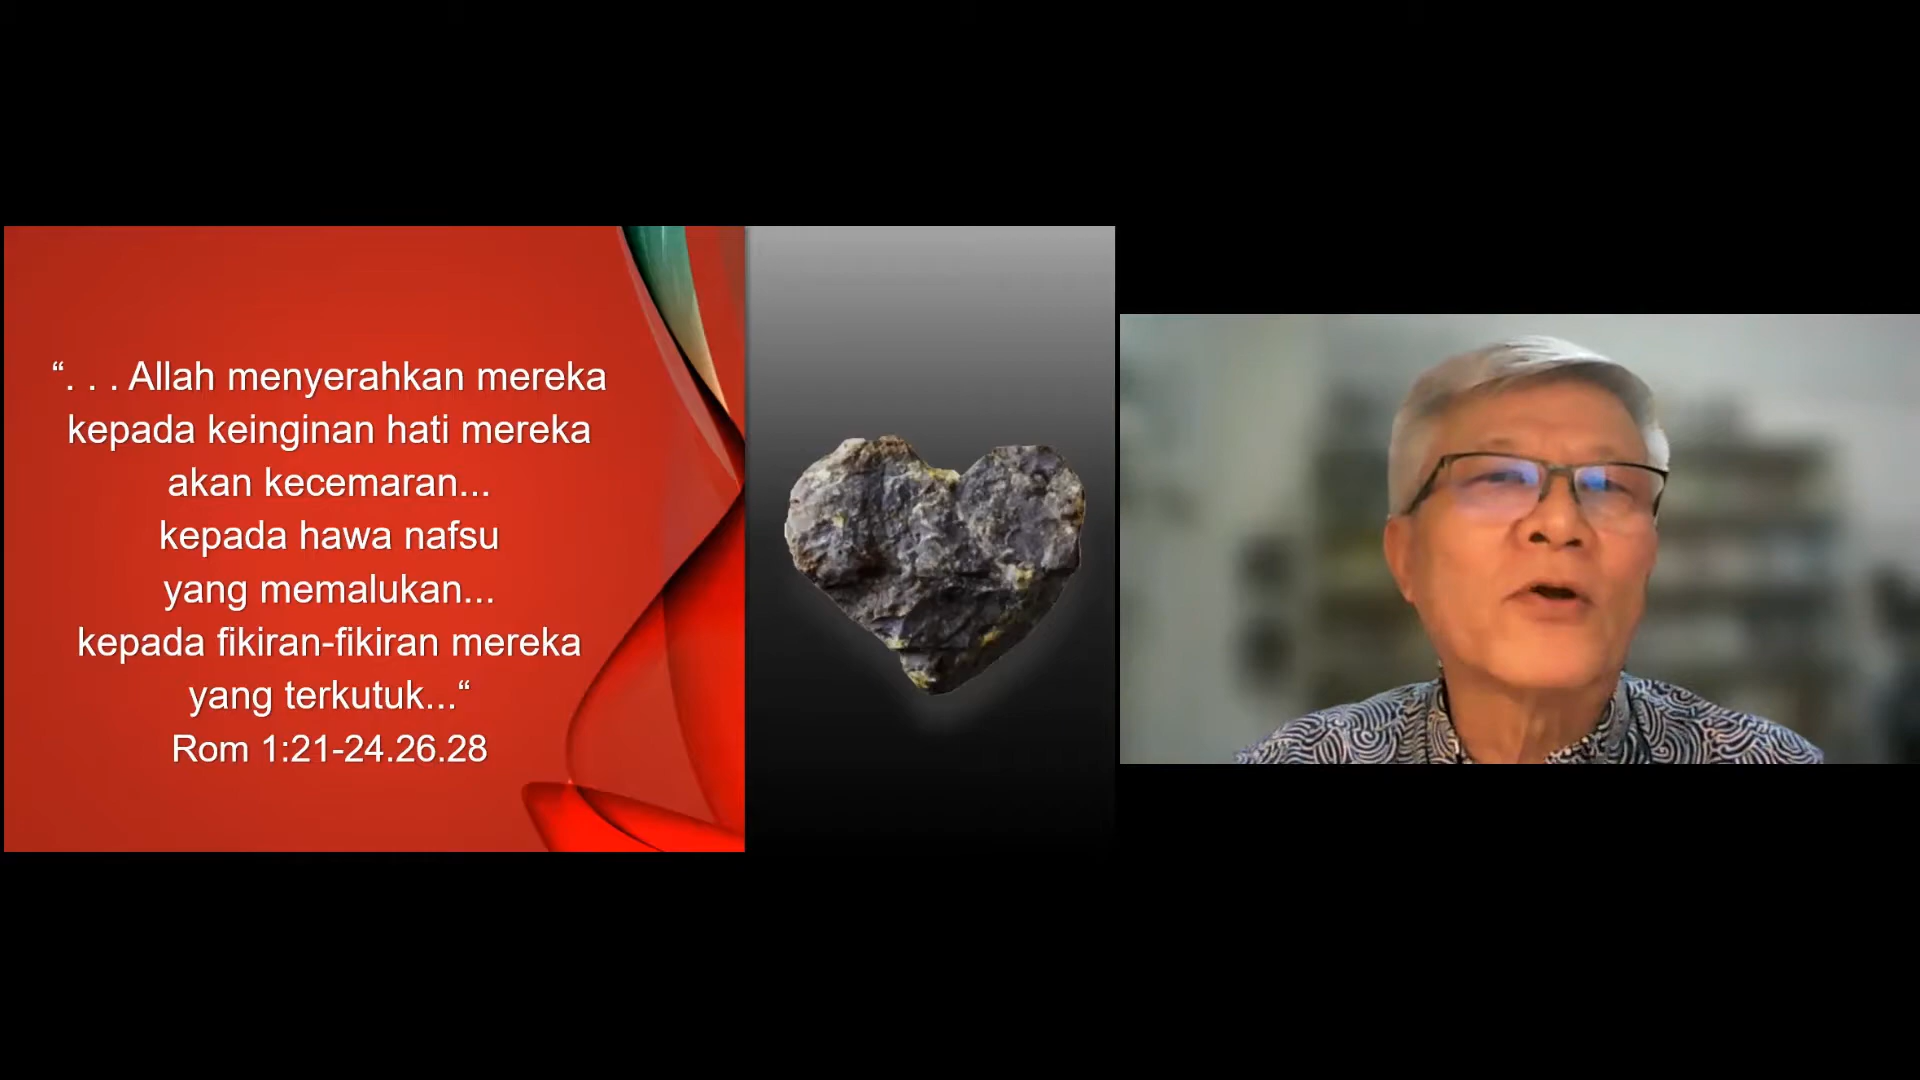 “. . . Allah menyerahkan mereka
kepada keinginan hati mereka
akan kecemaran...
kepada hawa nafsu
yang memalukan...
kepada fikiran-fikiran mereka
yang terkutuk...“
Rom 1:21-24.26.28